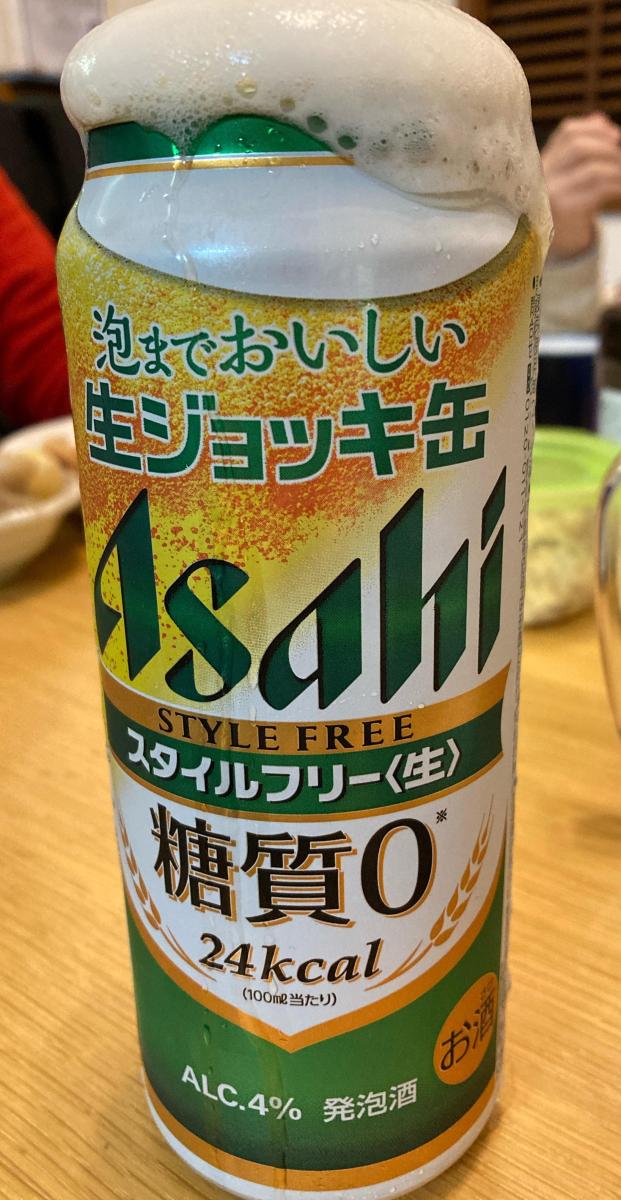 泡までおいしい
生ジョッキ缶
Asahi
STYLE FREE
スタイルフリー〈生〉
糖質0※
24kcal
(100㎖当たり)
お酒
ALC.4% 発泡酒